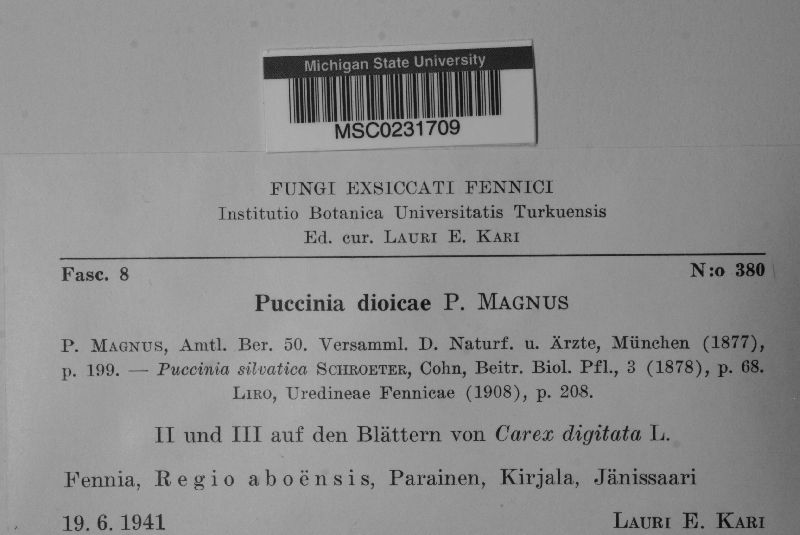 Michigan State University
MSC0231709
FUNGI EXSICCATI FENNICI
Institutio Botanica Universitatis Turkuensis
Ed. cur. LAURI E. KARI
Fasc. 8 N:o 380
Puccinia dioicae P. MAGNUS
P. MAGNUS, Amtl. Ber. 50. Versamml. D. Naturf. u. Ärzte, München (1877),
p. 199. — Puccinia silvatica SCHROETER, Cohn, Beitr. Biol. Pfl., 3 (1878), p. 68.
LIRO, Uredineae Fennicae (1908), p. 208.
II und III auf den Blättern von Carex digitata L.
Fennia, Regio aboënsis, Parainen, Kirjala, Jänissaari
19. 6. 1941 LAURI E. KARI